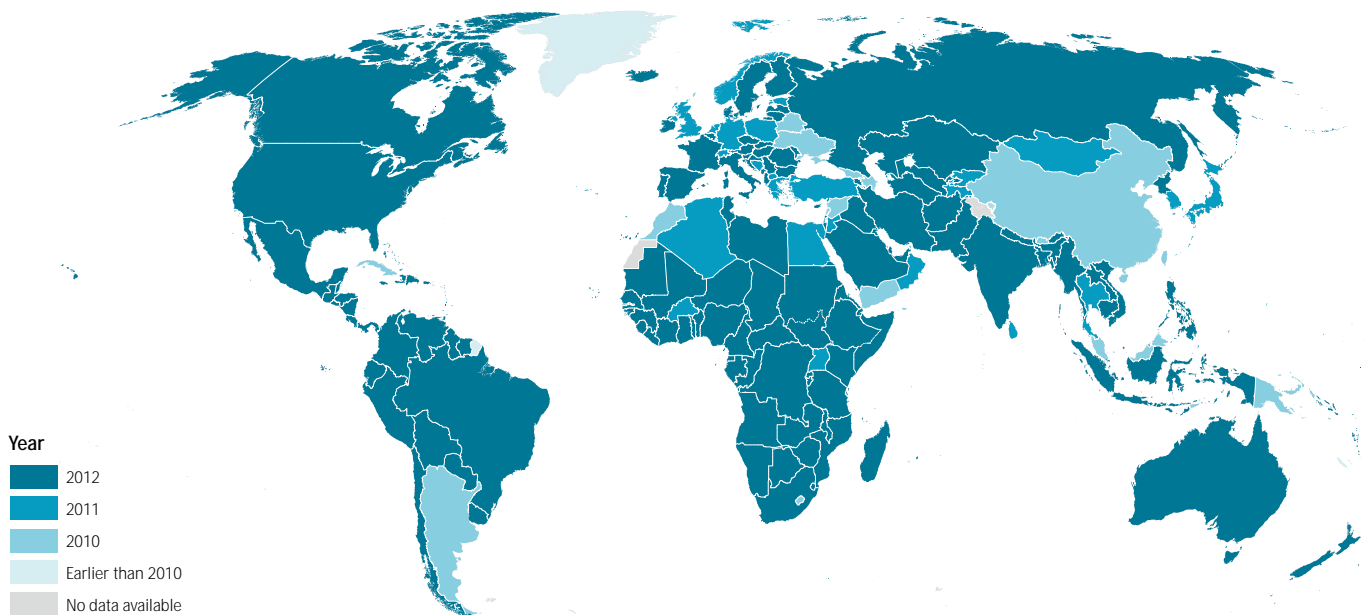 Year
2012
2011
2010
Earlier than 2010
No data available